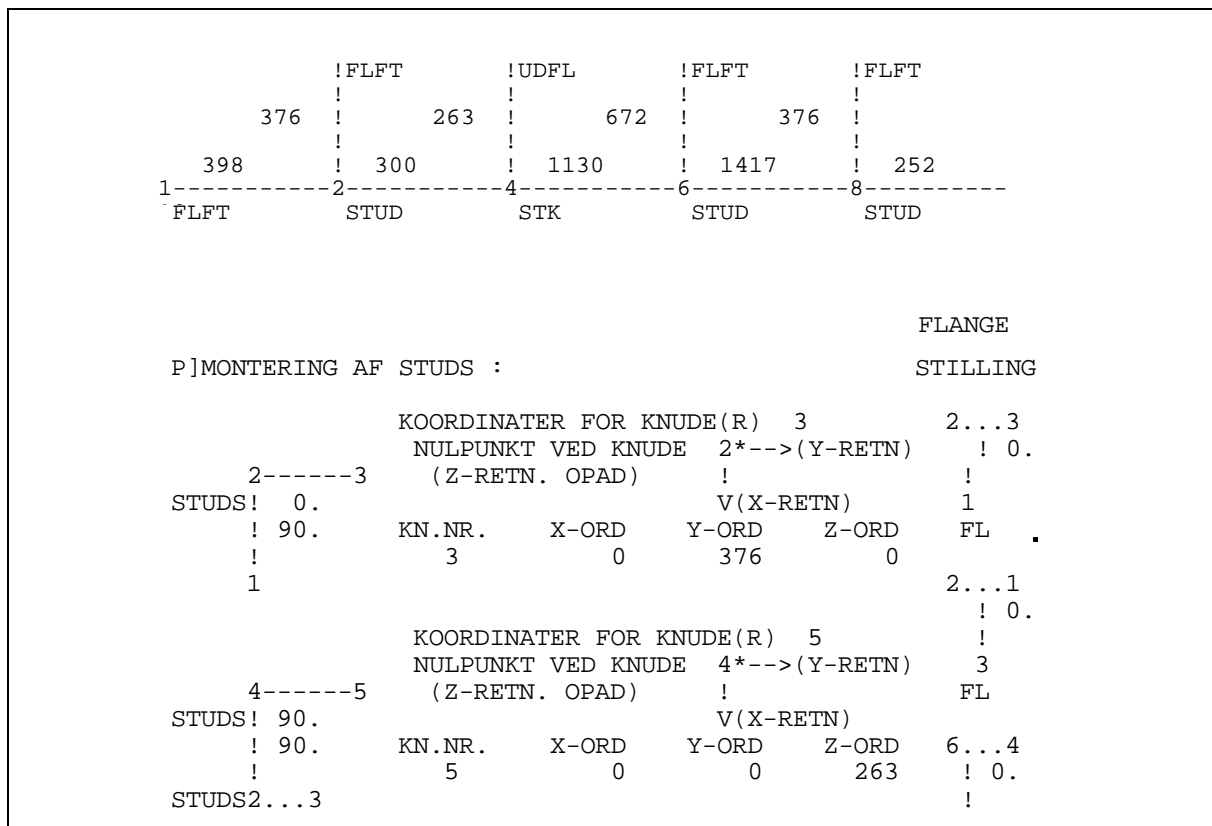 !FLFT !UDFL !FLFT !FLFT
! ! ! !
376 ! 263 ! 672 ! 376 !
! ! ! !
398 ! 300 ! 1130 ! 1417 ! 252
1-----------2-----------4-----------6-----------8----------
FLFT STUD STK STUD STUD
FLANGE
P]MONTERING AF STUDS : STILLING
KOORDINATER FOR KNUDE(R) 3 2...3
NULPUNKT VED KNUDE 2*-->(Y-RETN) ! 0.
2------3 (Z-RETN. OPAD) ! !
STUDS! 0. V(X-RETN) 1
! 90. KN.NR. X-ORD Y-ORD Z-ORD FL
! 3 0 376 0
1 2...1
! 0.
KOORDINATER FOR KNUDE(R) 5 !
NULPUNKT VED KNUDE 4*-->(Y-RETN) 3
4------5 (Z-RETN. OPAD) ! FL
STUDS! 90. V(X-RETN)
! 90. KN.NR. X-ORD Y-ORD Z-ORD 6...4
! 5 0 0 263 ! 0.
STUDS2...3 !